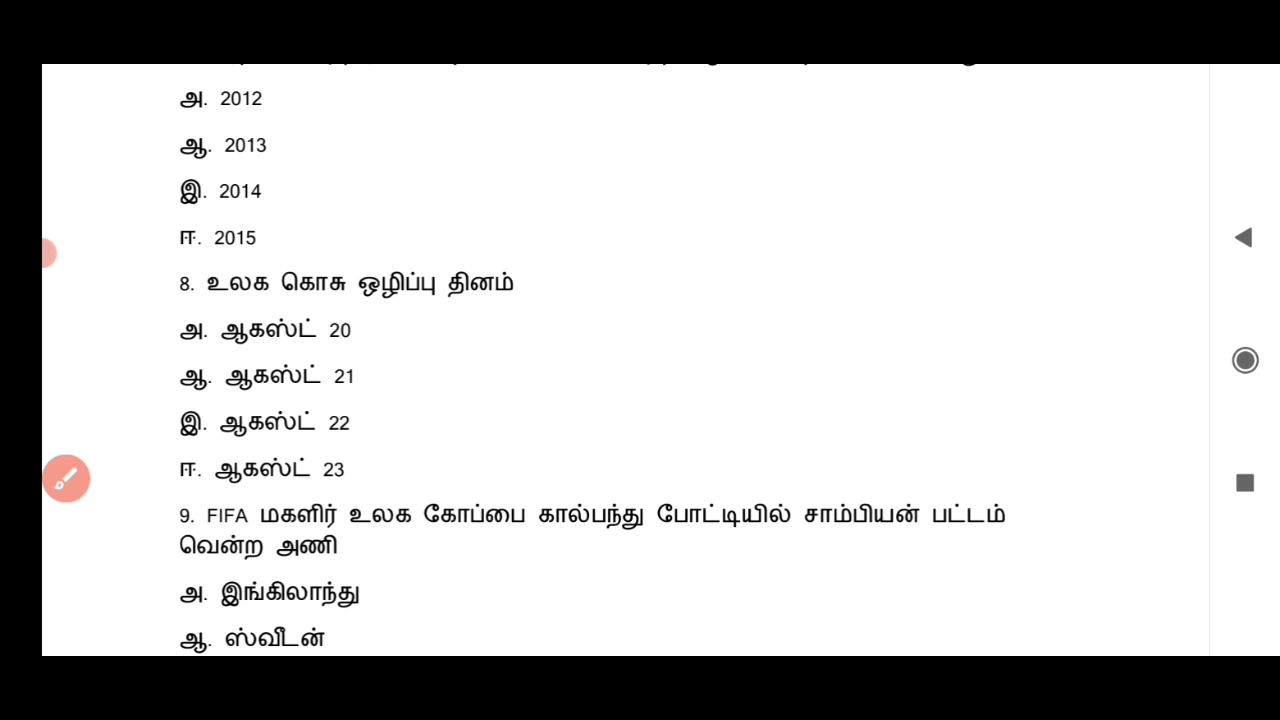 அ. 2012
ஆ. 2013
இ. 2014
ஈ. 2015
8. உலக கொசு ஒழிப்பு தினம்
அ. ஆகஸ்ட் 20
ஆ. ஆகஸ்ட் 21
இ. ஆகஸ்ட் 22
ஈ. ஆகஸ்ட் 23
9. FIFA மகளிர் உலக கோப்பை கால்பந்து போட்டியில் சாம்பியன் பட்டம்
வென்ற அணி
அ. இங்கிலாந்து
ஆ. ஸ்வீடன்